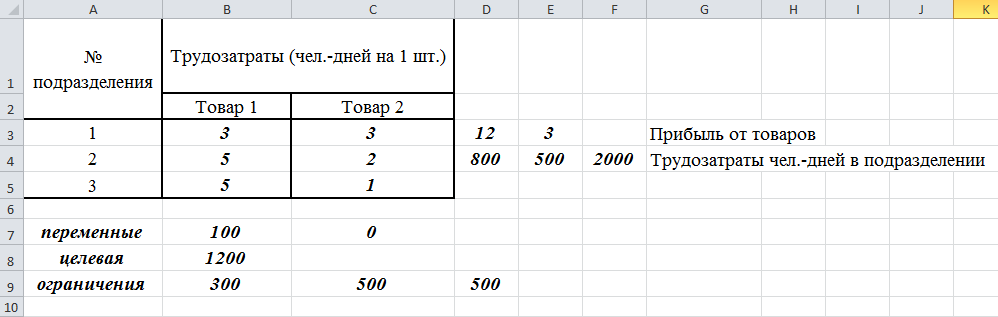 A B C D E F G H I J K
1 № подразделения Трудозатраты (чел.-дней на 1 шт.)
2 Товар 1 Товар 2
3 1 3 3 12 3 Прибыль от товаров
4 2 5 2 800 500 2000 Трудозатраты чел.-дней в подразделении
5 3 5 1
6
7 переменные 100 0
8 целевая 1200
9 ограничения 300 500 500
10